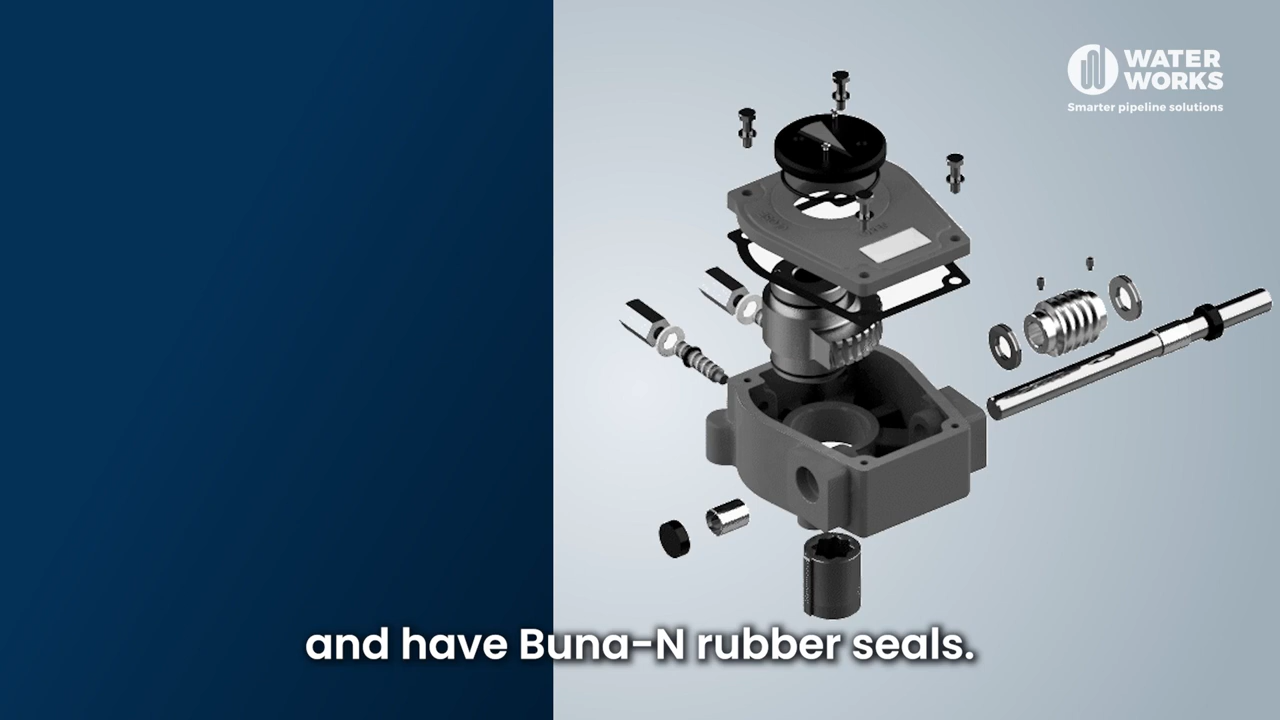 WATER
WORKS
Smarter pipeline solutions
and have Buna-N rubber seals.